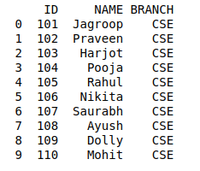 ID NAME BRANCH
0 101 Jagroop CSE
1 102 Praveen CSE
2 103 Harjot CSE
3 104 Pooja CSE
4 105 Rahul CSE
5 106 Nikita CSE
6 107 Saurabh CSE
7 108 Ayush CSE
8 109 Dolly CSE
9 110 Mohit CSE